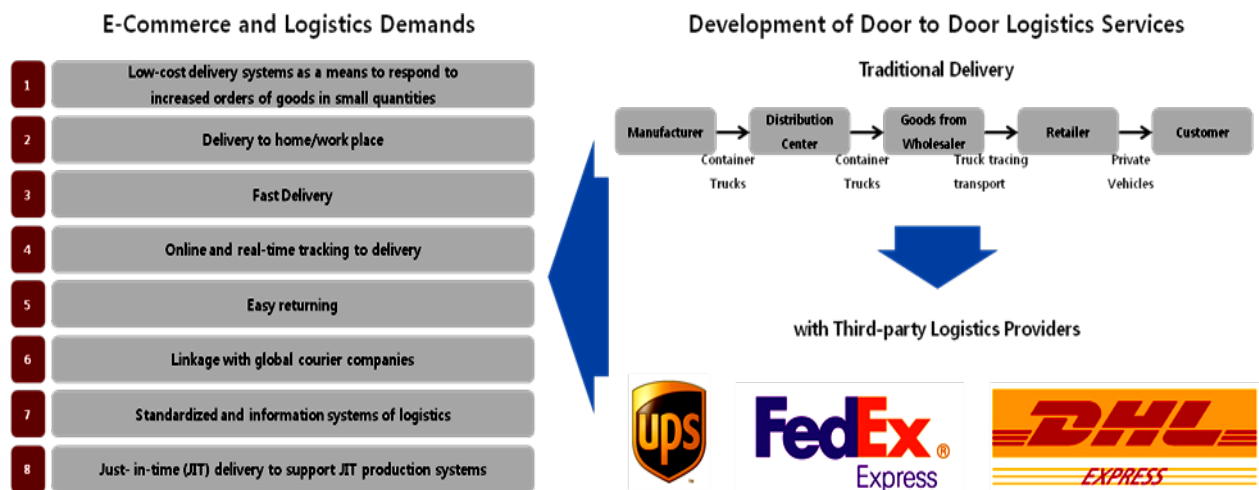 E-Commerce and Logistics Demands
1
Low-cost delivery systems as a means to respond to
increased orders of goods in small quantities
2
Delivery to home/work place
3
Fast Delivery
4
Online and real-time tracking to delivery
5
Easy returning
6
Linkage with global courier companies
7
Standardized and information systems of logistics
8
Just- in-time (JIT) delivery to support JIT production systems
Development of Door to Door Logistics Services
Traditional Delivery
Manufacturer
Distribution
Center
Goods from
Wholesaler
Retailer
Customer
Container
Trucks
Container
Trucks
Truck tracing
transport
Private
Vehicles
with Third-party Logistics Providers
ups
™
FedEx®
Express
DHL
EXPRESS